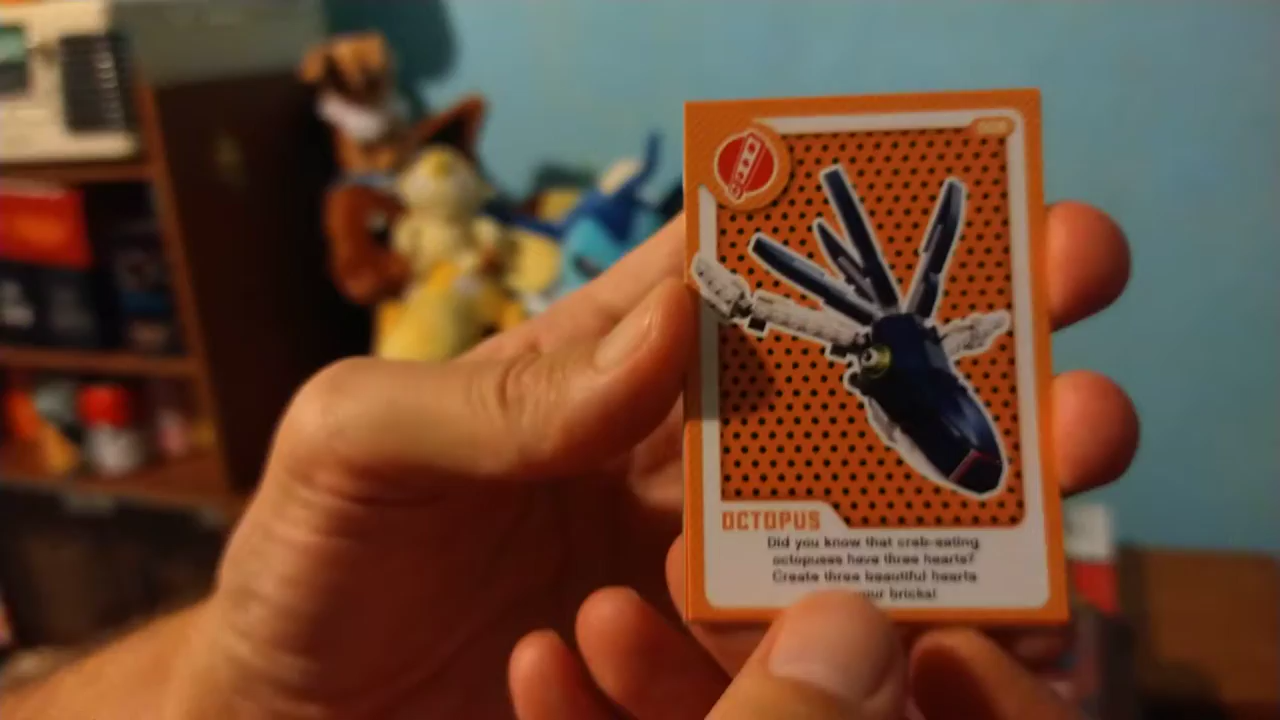 OCTOPUS
Did you know that crab-eating
octopuses have three hearts?
Create three beautiful hearts
your bricks!